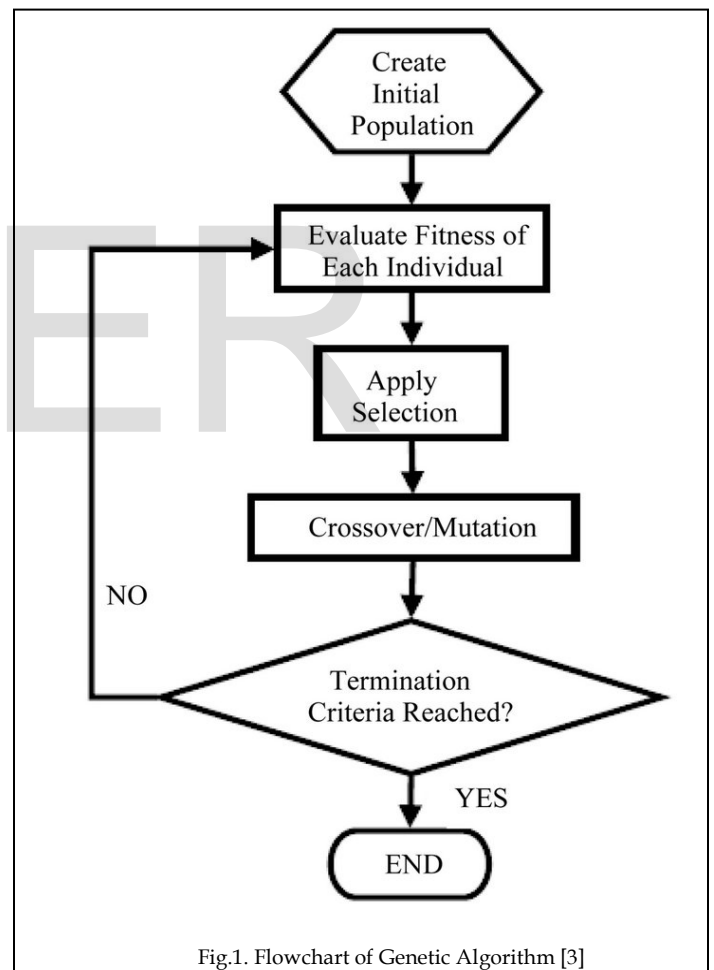 Create
Initial
Population
Evaluate Fitness of
Each Individual
ER
Apply
Selection
Crossover/Mutation
NO
Termination
Criteria Reached?
YES
END
Fig.1. Flowchart of Genetic Algorithm [3]